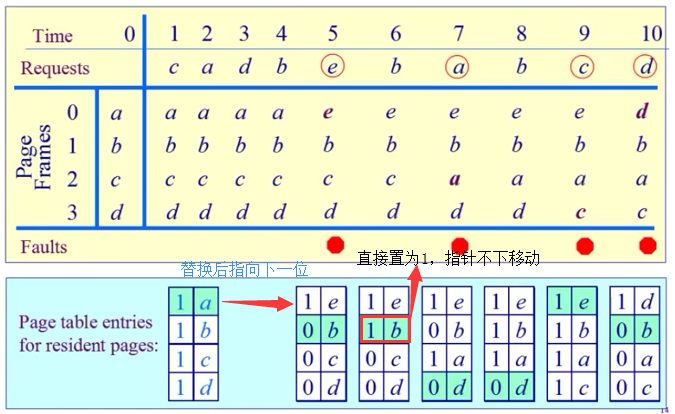 Time 0 1 2 3 4 5 6 7 8 9 10
Requests c a d b e b a b c d
Page Frames
0 a a a a a e e e e e d
1 b b b b b b b b b b b
2 c c c c c c c a a a a
3 d d d d d d d d d c c
Faults
替换后指向下一位
直接置为1，指针不下移动
Page table entries
for resident pages:
1 a 1 e 1 e 1 e 1 e 1 e 1 d
1 b 0 b 1 b 0 b 1 b 1 b 0 b
1 c 0 c 0 c 1 a 1 a 1 a 0 a
1 d 0 d 0 d 0 d 0 d 1 c 0 c
14